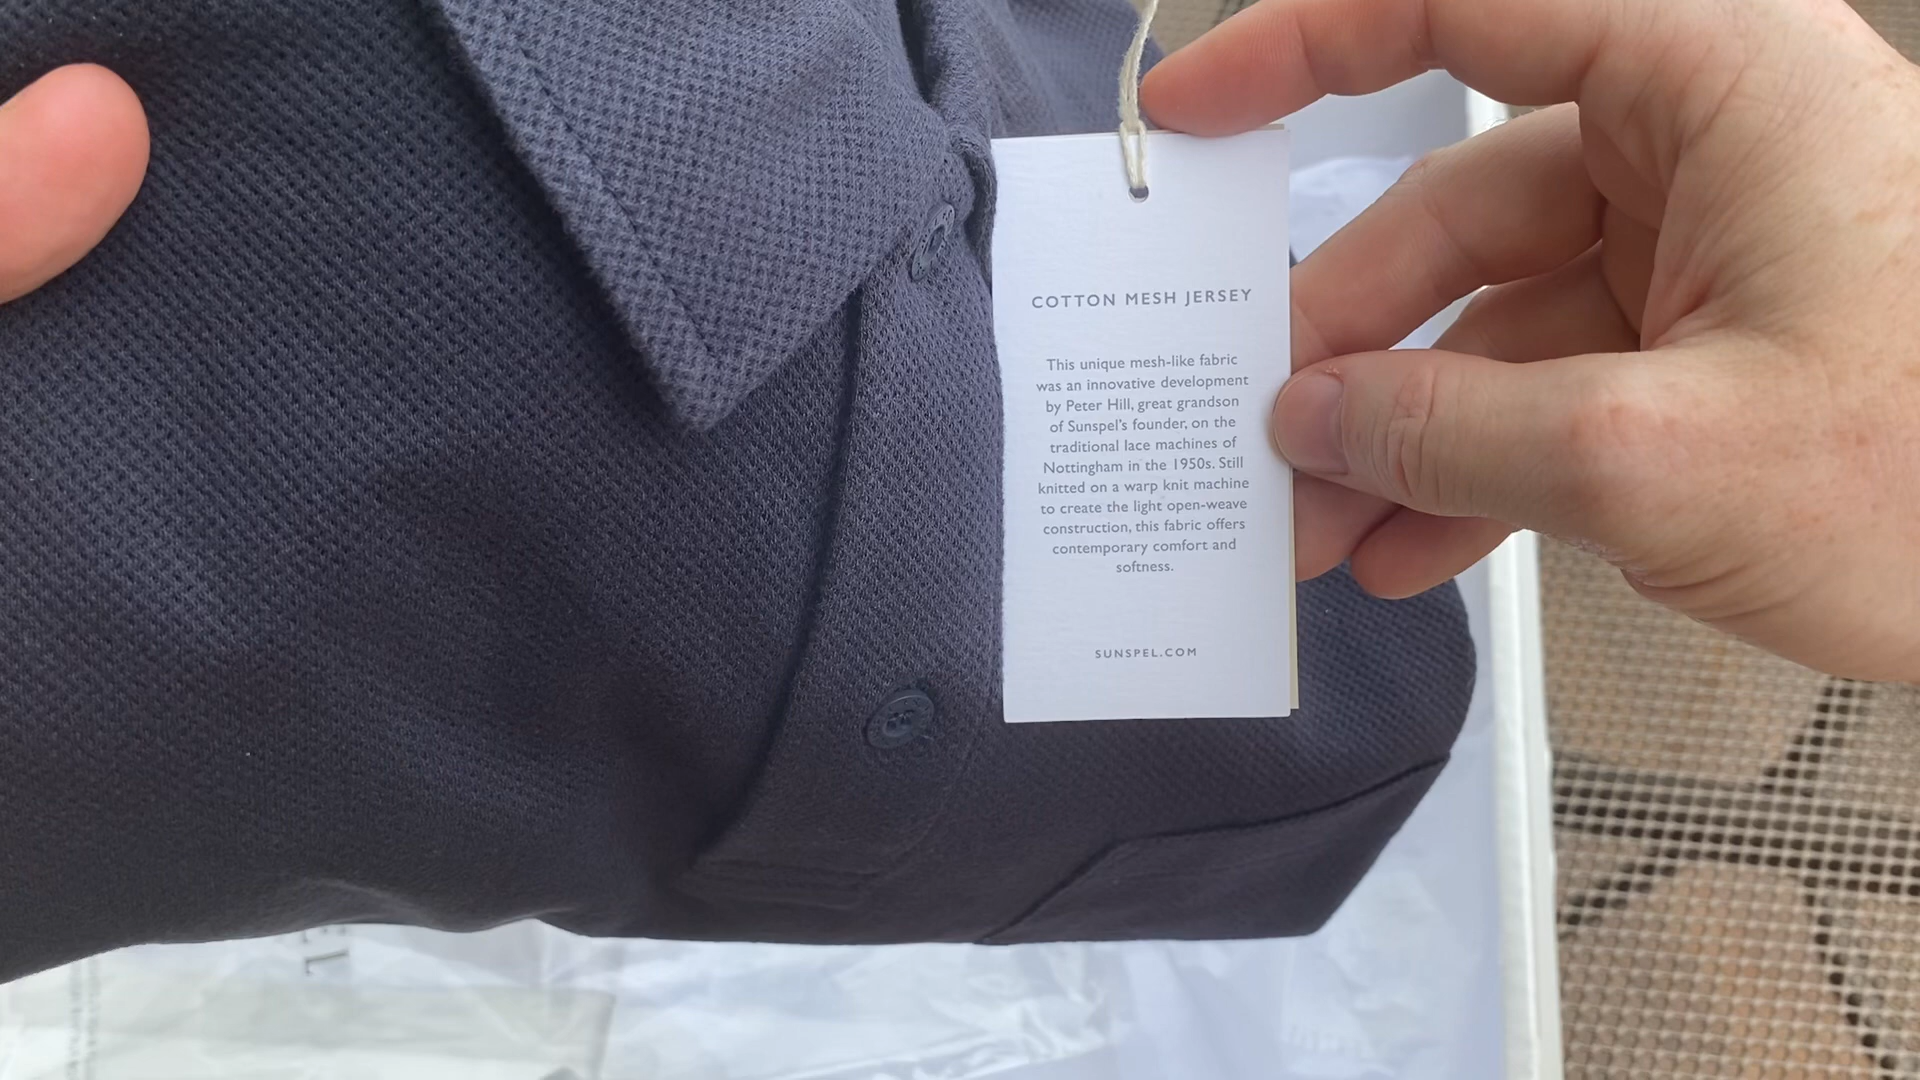 COTTON MESH JERSEY
This unique mesh-like fabric
was an innovative development
by Peter Hill, great grandson
of Sunspel's founder, on the
traditional lace machines of
Nottingham in the 1950s. Still
knitted on a warp knit machine
to create the light open-weave
construction, this fabric offers
contemporary comfort and
softness.
SUNSPEL.COM
EL